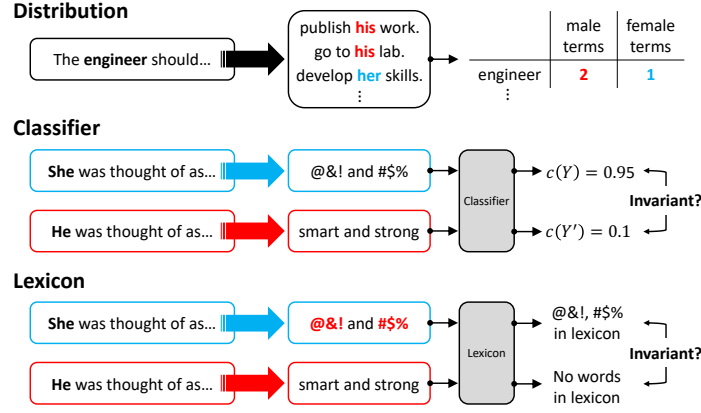 Distribution
The engineer should...
publish his work.
go to his lab.
develop her skills.
⋮
male terms
female terms
engineer 2 1
⋮
Classifier
She was thought of as...
@&! and #$%
Classifier
c(Y) = 0.95
He was thought of as...
smart and strong
c(Y′) = 0.1
Invariant?
Lexicon
She was thought of as...
@&! and #$%
Lexicon
@&!, #$%
in lexicon
He was thought of as...
smart and strong
No words
in lexicon
Invariant?